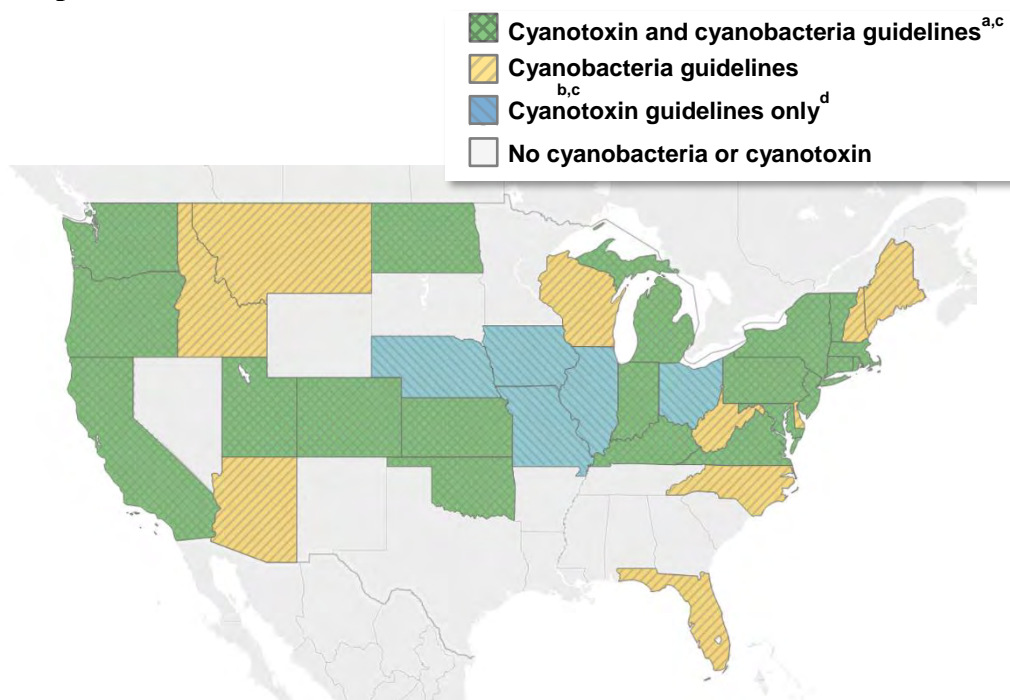 Cyanotoxin and cyanobacteria guidelines a,c
Cyanobacteria guidelines
b,c
Cyanotoxin guidelines only d
No cyanobacteria or cyanotoxin